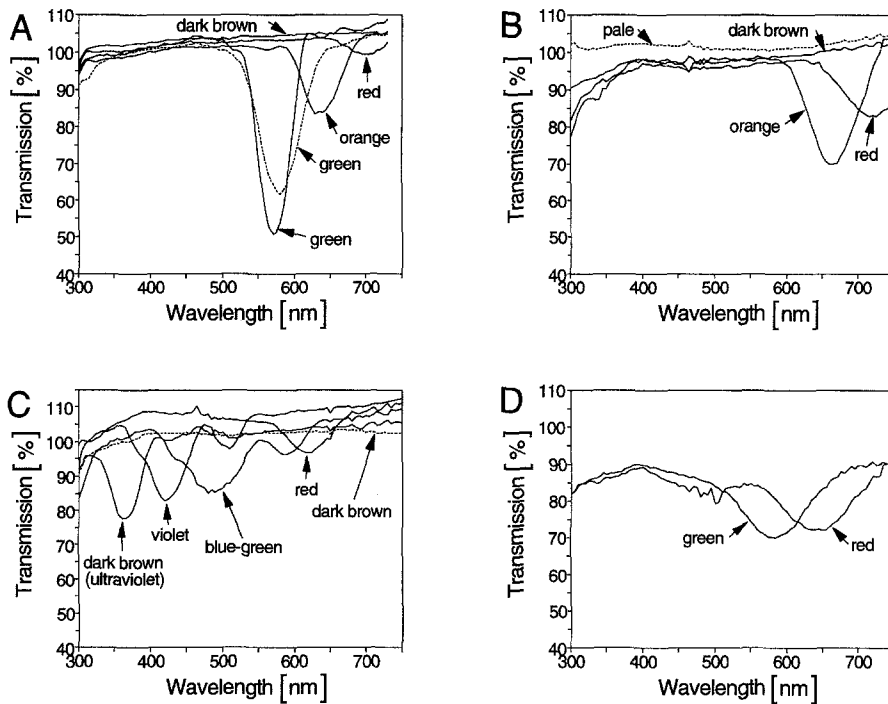 A
Transmission [%]
100
110
100
90
80
70
60
50
40
dark brown
red
orange
green
green
300 400 500 600 700
Wavelength [nm]
B
Transmission [%]
110
100
90
80
70
60
50
40
pale
dark brown
orange
red
300 400 500 600 700
Wavelength [nm]
C
Transmission [%]
110
100
90
80
70
60
50
40
red
dark brown
violet
blue-green
dark brown
(ultraviolet)
300 400 500 600 700
Wavelength [nm]
D
Transmission [%]
110
100
90
80
70
60
50
40
green
red
300 400 500 600 700
Wavelength [nm]